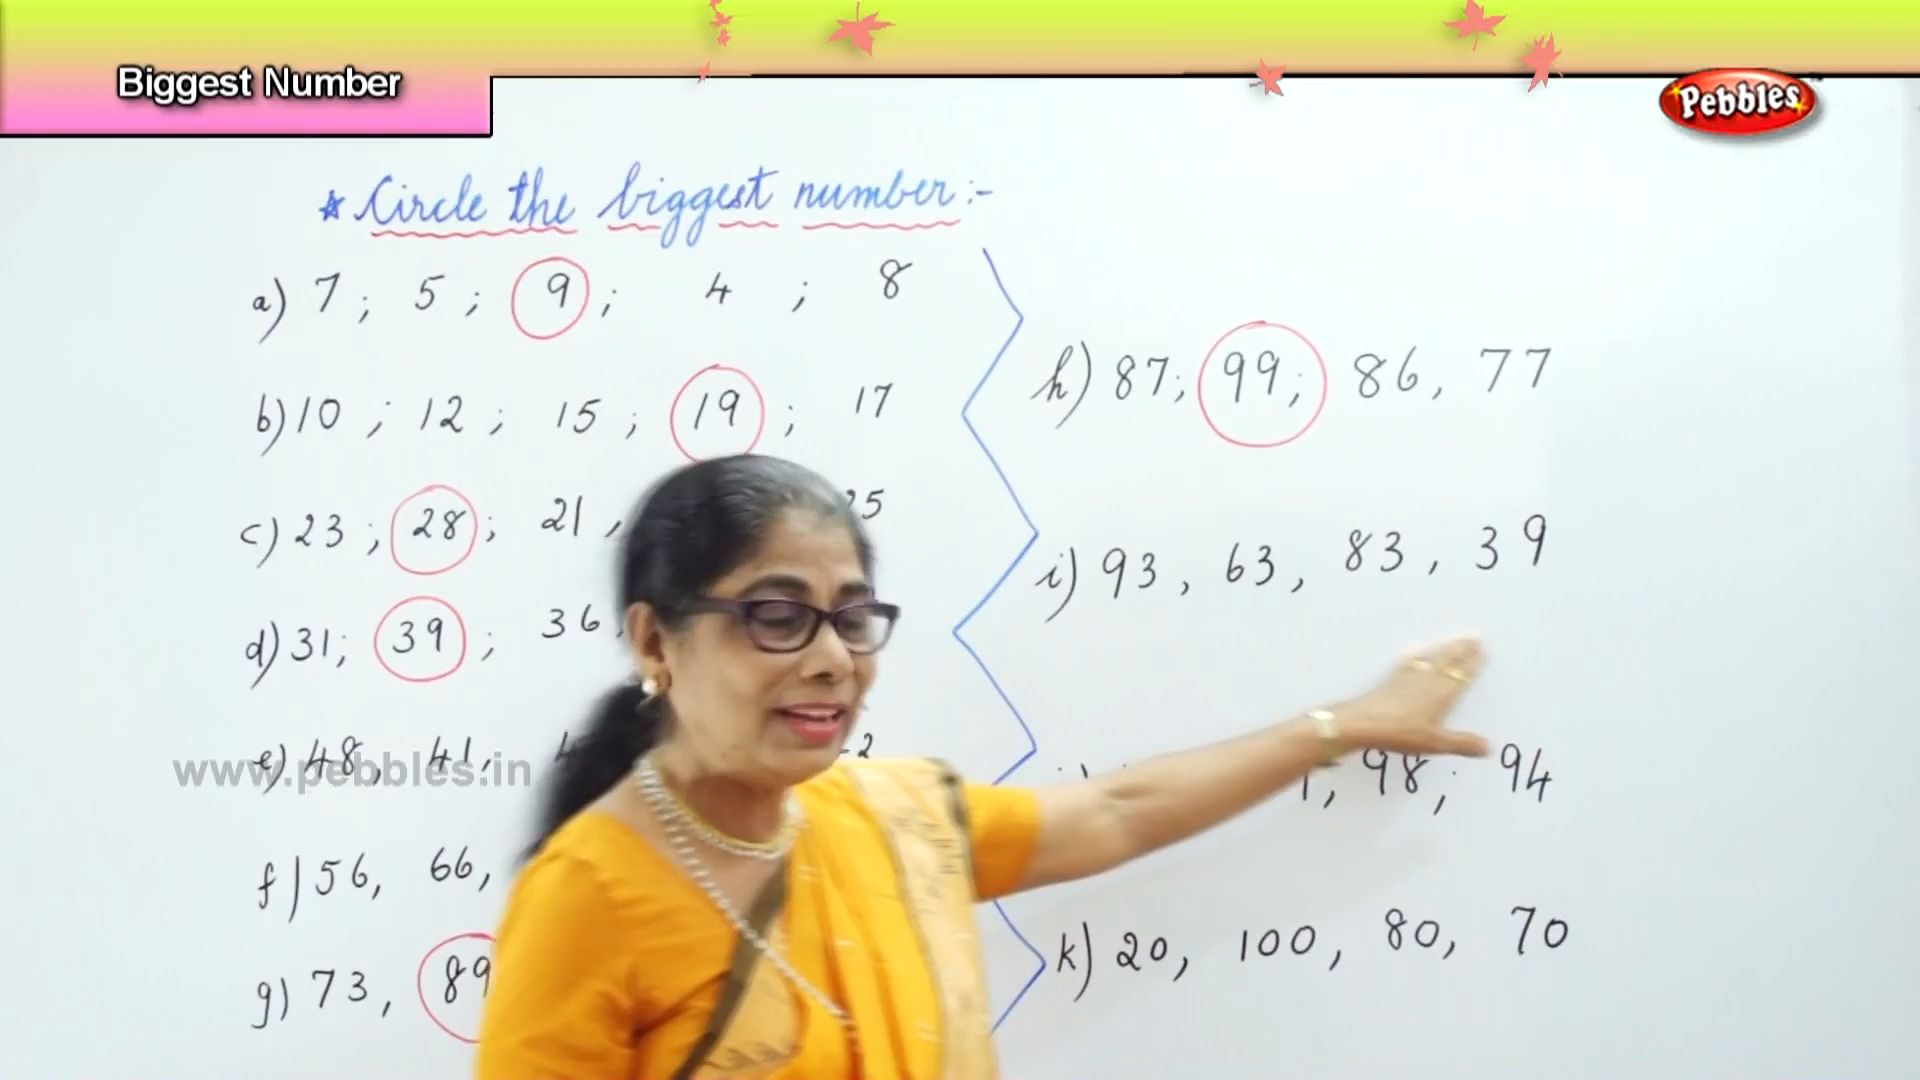 Biggest Number
Pebbles
* Circle the biggest number:-
a) 7 ; 5 ; 9 ; 4 ; 8
b) 10 ; 12 ; 15 ; 19 ; 17
c) 23 ; 28 ; 21 ,
d) 31; 39 ; 36,
e) 48, 41,
f) 56, 66,
g) 73, 89
h) 87; 99; 86, 77
i) 93, 63, 83, 39
98; 94
k) 20, 100, 80, 70
www.pebbles.in